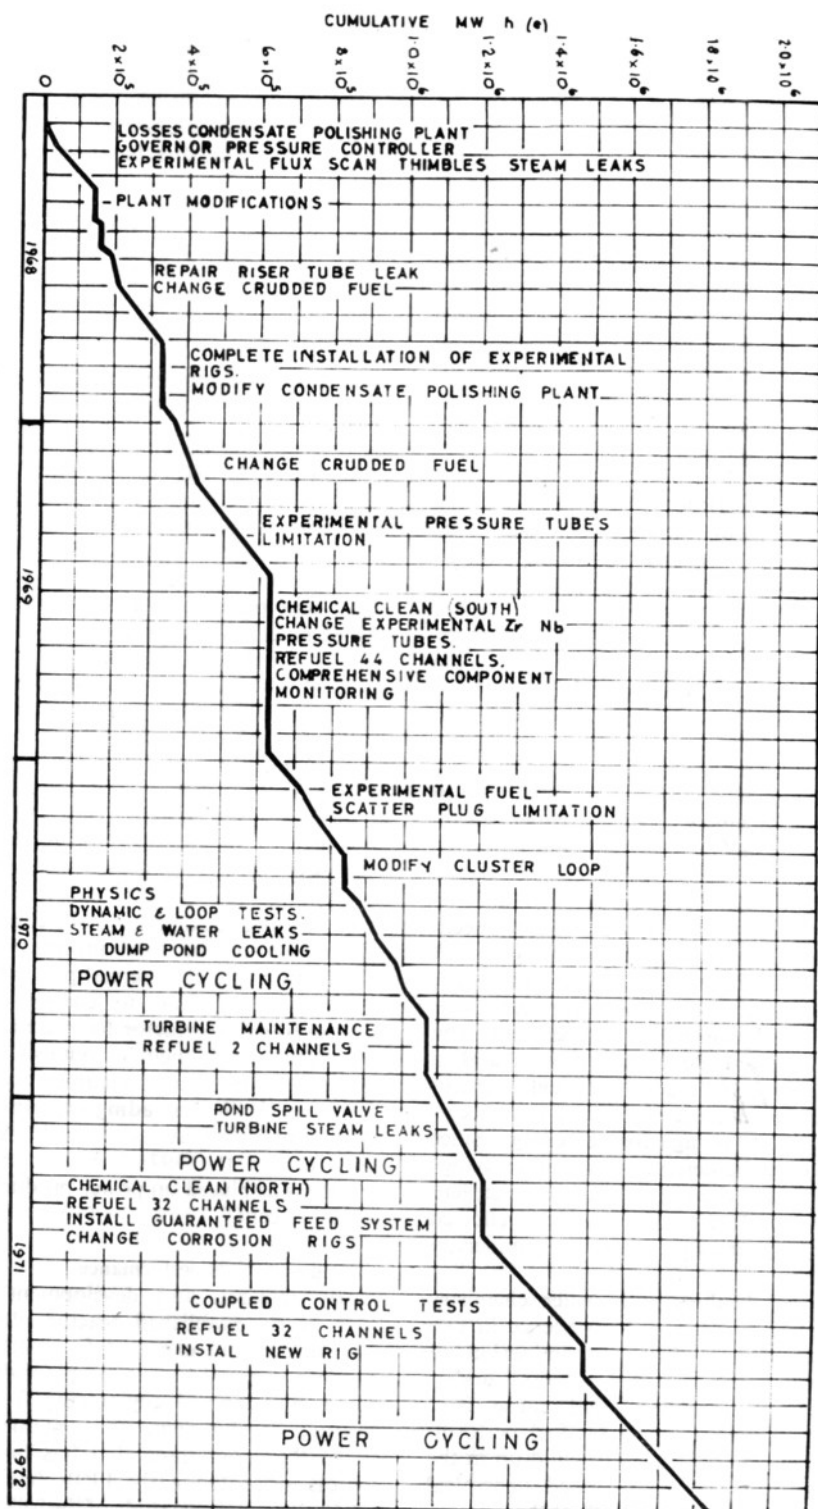 CUMULATIVE MW h (e)
0
2×10⁵
4×10⁵
6×10⁵
8×10⁵
1·0×10⁶
1·2×10⁶
1·4×10⁶
1·6×10⁶
18×10⁶
2·0×10⁶
LOSSES CONDENSATE POLISHING PLANT
GOVERNOR PRESSURE CONTROLLER
EXPERIMENTAL FLUX SCAN THIMBLES STEAM LEAKS
PLANT MODIFICATIONS
1968
REPAIR RISER TUBE LEAK
CHANGE CRUDDED FUEL
COMPLETE INSTALLATION OF EXPERIMENTAL
RIGS.
MODIFY CONDENSATE POLISHING PLANT
CHANGE CRUDDED FUEL
EXPERIMENTAL PRESSURE TUBES
LIMITATION
1969
CHEMICAL CLEAN (SOUTH)
CHANGE EXPERIMENTAL Zr Nb
PRESSURE TUBES.
REFUEL 44 CHANNELS.
COMPREHENSIVE COMPONENT
MONITORING
EXPERIMENTAL FUEL
SCATTER PLUG LIMITATION
MODIFY CLUSTER LOOP
PHYSICS
DYNAMIC & LOOP TESTS.
STEAM & WATER LEAKS
DUMP POND COOLING
1970
POWER CYCLING
TURBINE MAINTENANCE
REFUEL 2 CHANNELS
POND SPILL VALVE
TURBINE STEAM LEAKS
POWER CYCLING
CHEMICAL CLEAN (NORTH)
REFUEL 32 CHANNELS
INSTALL GUARANTEED FEED SYSTEM
CHANGE CORROSION RIGS
1971
COUPLED CONTROL TESTS
REFUEL 32 CHANNELS
INSTAL NEW RIG
POWER CYCLING
1972